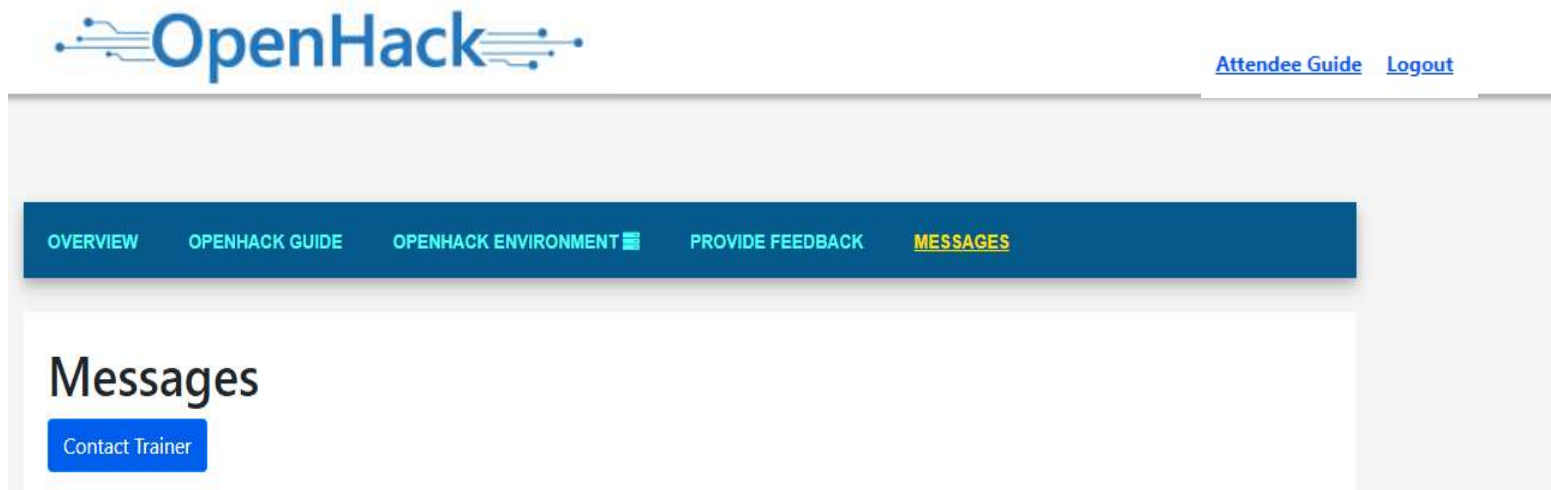 OpenHack
Attendee Guide Logout
OVERVIEW OPENHACK GUIDE OPENHACK ENVIRONMENT PROVIDE FEEDBACK MESSAGES
Messages
Contact Trainer